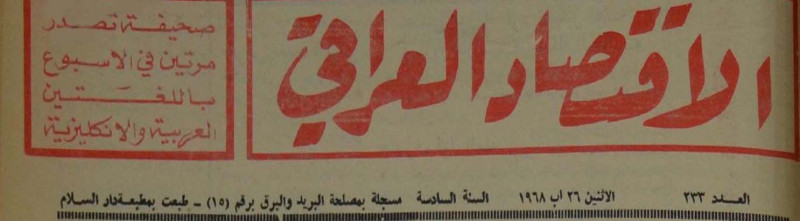 الاقتصاد العراقي
صحيفة تصدر
مرتين في الاسبوع
باللغتين
العربية والانكليزية
العدد ٢٣٣ الاثنين ٢٦ اب ١٩٦٨ السنة السادسة مسجلة بمصلحة البريد والبرق برقم (١٥) - طبعت بمطبعة دار السلام